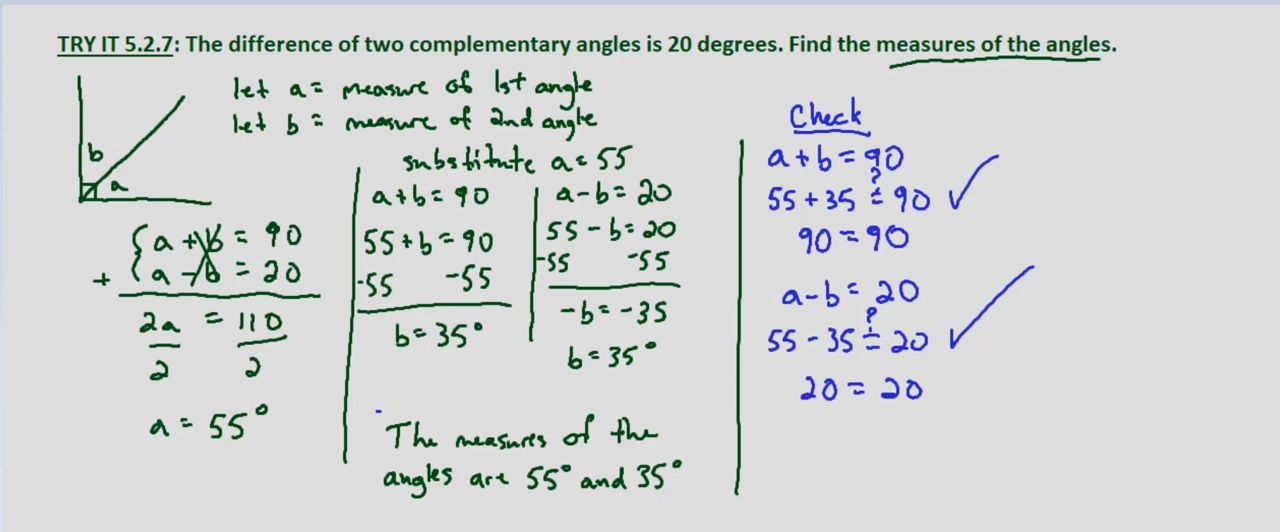 TRY IT 5.2.7: The difference of two complementary angles is 20 degrees. Find the measures of the angles.
let a = measure of 1st angle
let b = measure of 2nd angle
b
a
{ a + b = 90
+ { a - b = 20
2a = 110
2 2
a = 55°
substitute a = 55
a + b = 90
55 + b = 90
-55 -55
b = 35°
a - b = 20
55 - b = 20
-55 -55
-b = -35
b = 35°
The measures of the
angles are 55° and 35°
Check
a + b = 90
?
55 + 35 = 90 ✓
90 = 90
a - b = 20
?
55 - 35 = 20 ✓
20 = 20